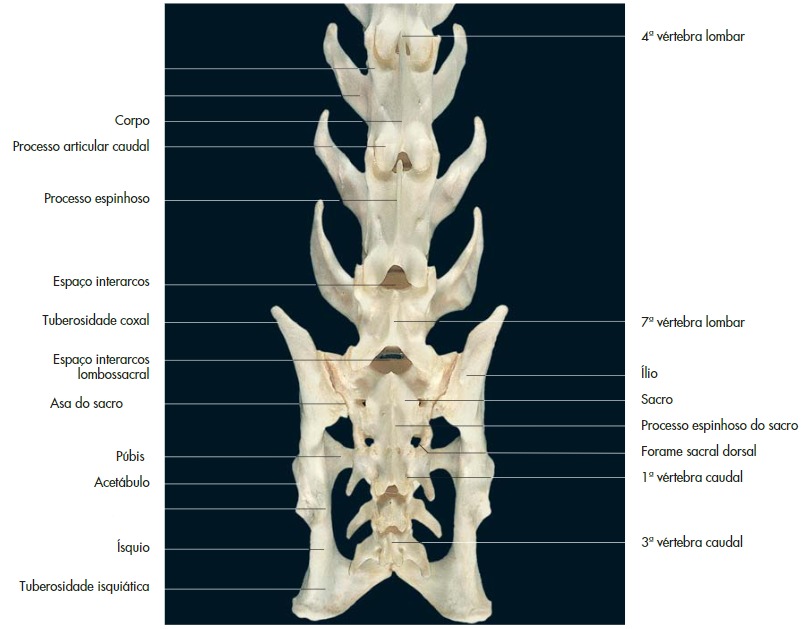 4ª vértebra lombar
Corpo
Processo articular caudal
Processo espinhoso
Espaço interarcos
Tuberosidade coxal
7ª vértebra lombar
Espaço interarcos
lombossacral
Ílio
Asa do sacro
Sacro
Processo espinhoso do sacro
Forame sacral dorsal
Púbis
1ª vértebra caudal
Acetábulo
3ª vértebra caudal
Ísquio
Tuberosidade isquiática